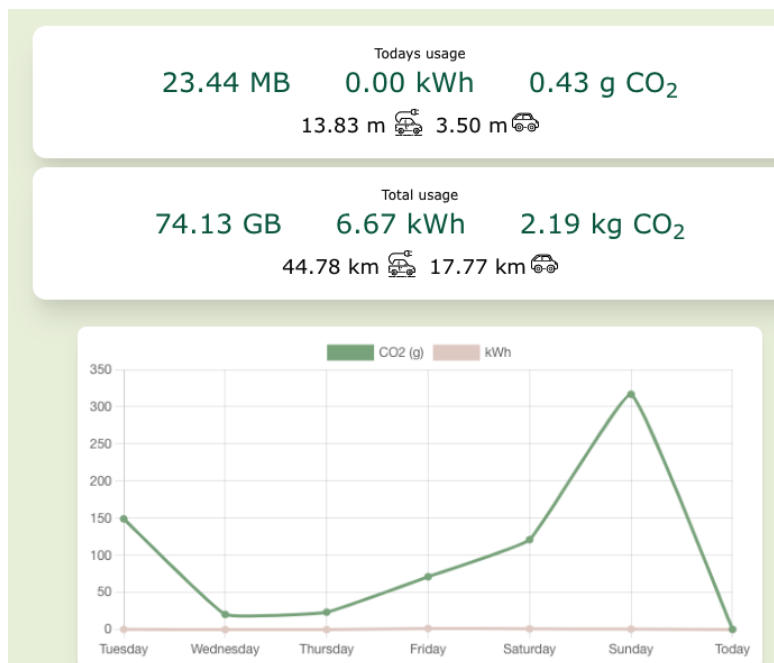 Todays usage
23.44 MB 0.00 kWh 0.43 g CO₂
13.83 m 3.50 m
Total usage
74.13 GB 6.67 kWh 2.19 kg CO₂
44.78 km 17.77 km
CO2 (g) kWh
350
300
250
200
150
100
50
0
Tuesday Wednesday Thursday Friday Saturday Sunday Today